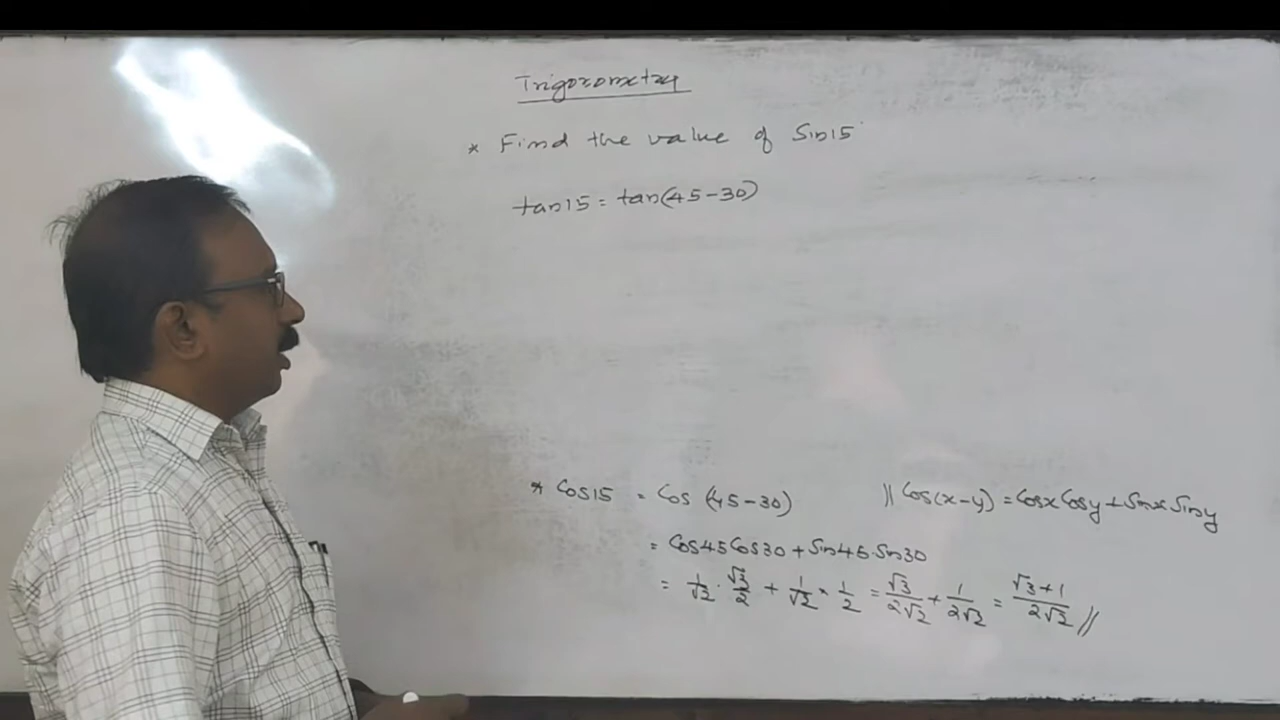 Trigonometry
* Find the value of Sin15°
tan15 = tan(45-30)
* Cos15 = Cos (45-30) // Cos(x-y) = Cosx Cosy + Sinx Siny
= Cos45 Cos30 + Sin45. Sin30
= 1/√2 · √3/2 + 1/√2 × 1/2 = √3/2√2 + 1/2√2 = √3+1/2√2 //